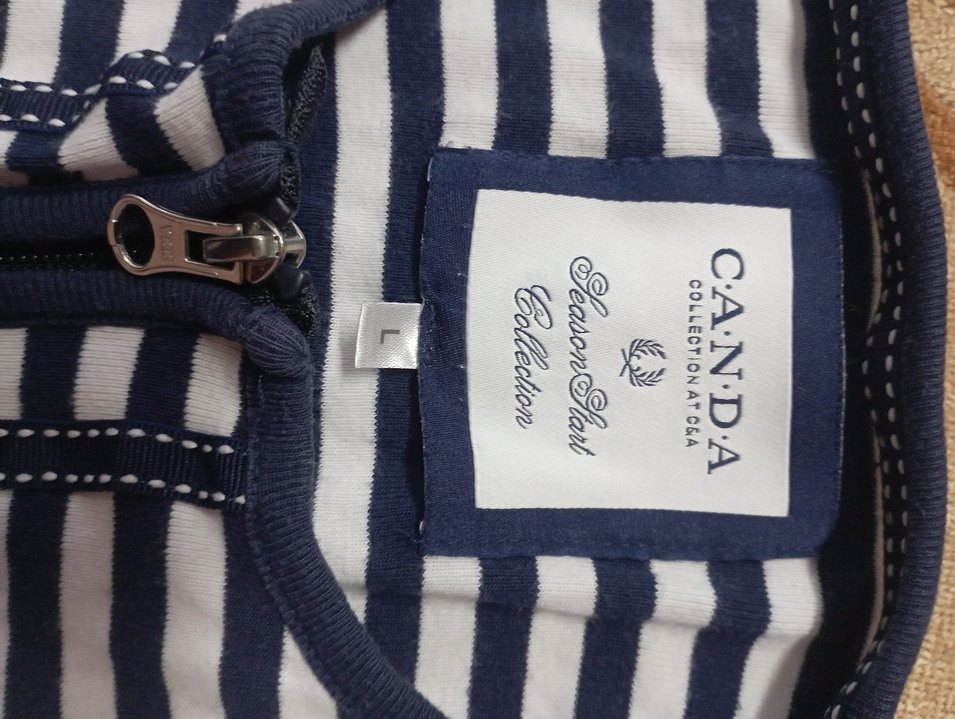 C·A·N·D·A
COLLECTION AT C&A
Season Start
Collection
L